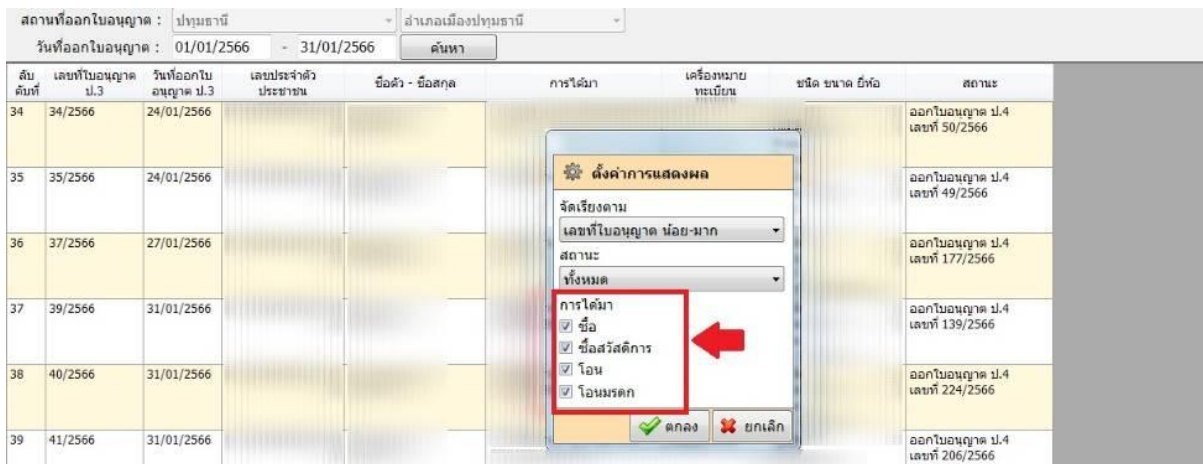 สถานที่ออกใบอนุญาต : ปทุมธานี อำเภอเมืองปทุมธานี
วันที่ออกใบอนุญาต : 01/01/2566 - 31/01/2566 ค้นหา
ลับดับที่ เลขที่ใบอนุญาต ป.3 วันที่ออกใบอนุญาต ป.3 เลขประจำตัวประชาชน ชื่อตัว - ชื่อสกุล การได้มา เครื่องหมายทะเบียน ชนิด ขนาด ยี่ห้อ สถานะ
34 34/2566 24/01/2566 ออกใบอนุญาต ป.4
เลขที่ 50/2566
35 35/2566 24/01/2566 ออกใบอนุญาต ป.4
เลขที่ 49/2566
36 37/2566 27/01/2566 ออกใบอนุญาต ป.4
เลขที่ 177/2566
37 39/2566 31/01/2566 ออกใบอนุญาต ป.4
เลขที่ 139/2566
38 40/2566 31/01/2566 ออกใบอนุญาต ป.4
เลขที่ 224/2566
39 41/2566 31/01/2566 ออกใบอนุญาต ป.4
เลขที่ 206/2566
ตั้งค่าการแสดงผล
จัดเรียงตาม
เลขที่ใบอนุญาต น้อย-มาก
สถานะ
ทั้งหมด
การได้มา
ซื้อ
ซื้อสวัสดิการ
โอน
โอนมรดก
ตกลง ยกเลิก